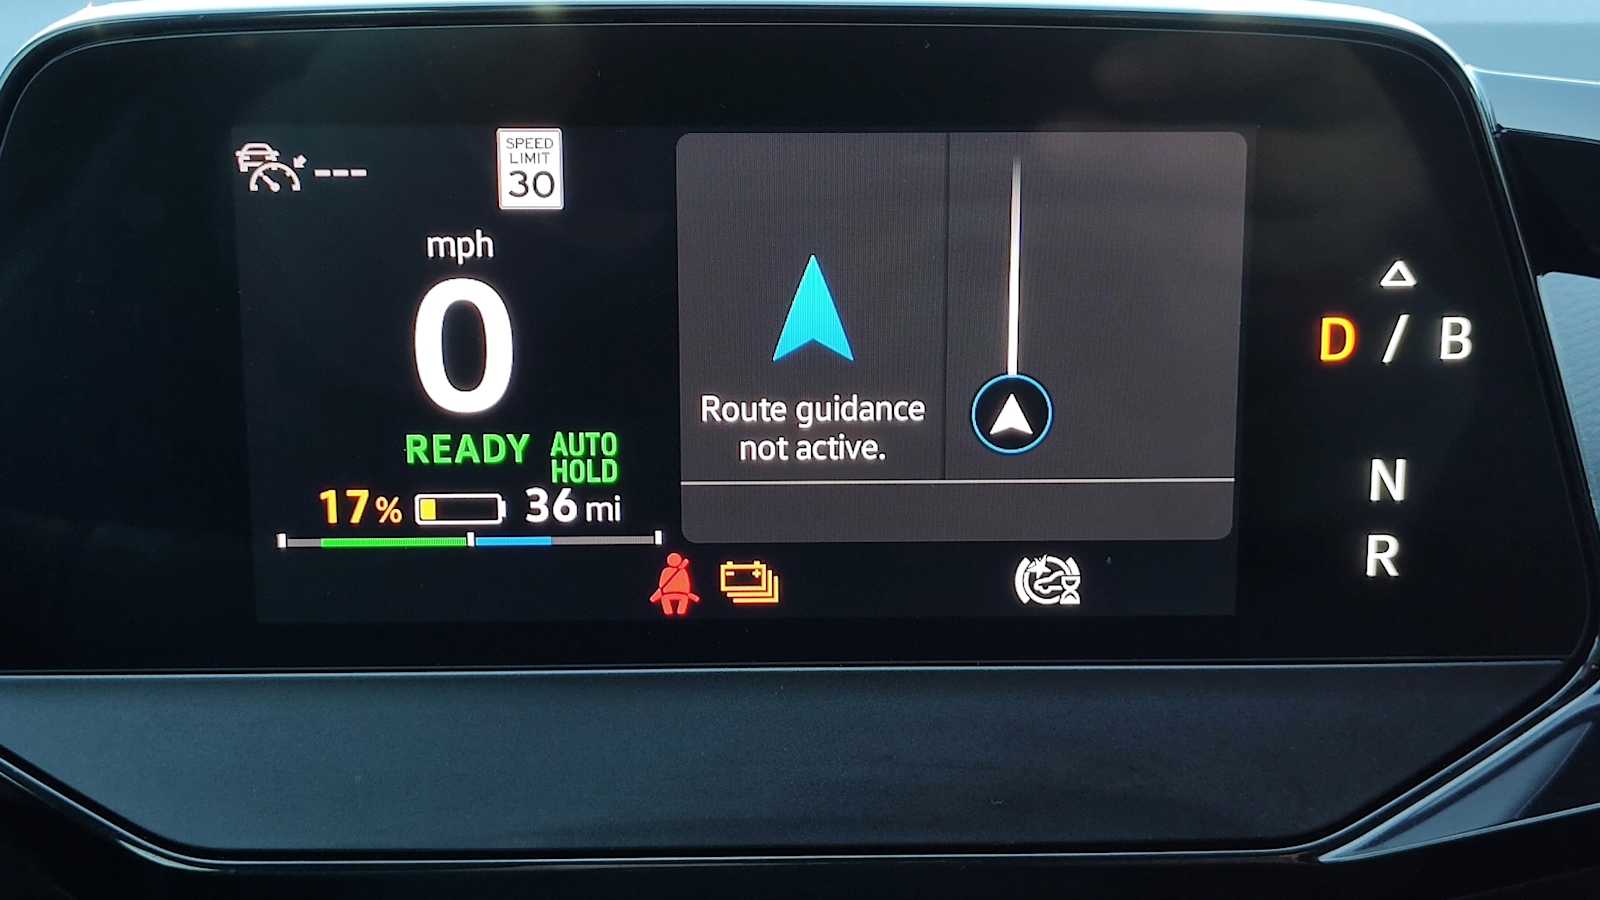 ---
SPEED
LIMIT
30
mph
0
READY
AUTO
HOLD
17% 36 mi
Route guidance
not active.
D / B
N
R